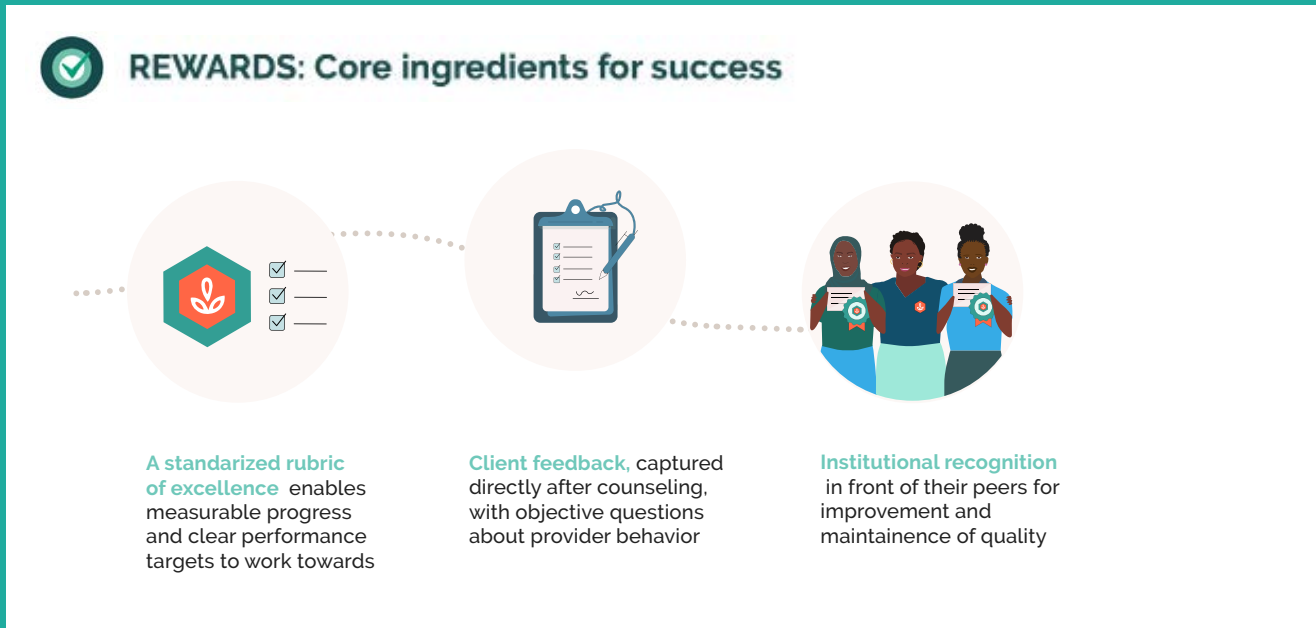 REWARDS: Core ingredients for success
A standarized rubric
of excellence enables
measurable progress
and clear performance
targets to work towards
Client feedback, captured
directly after counseling,
with objective questions
about provider behavior
Institutional recognition
in front of their peers for
improvement and
maintainence of quality